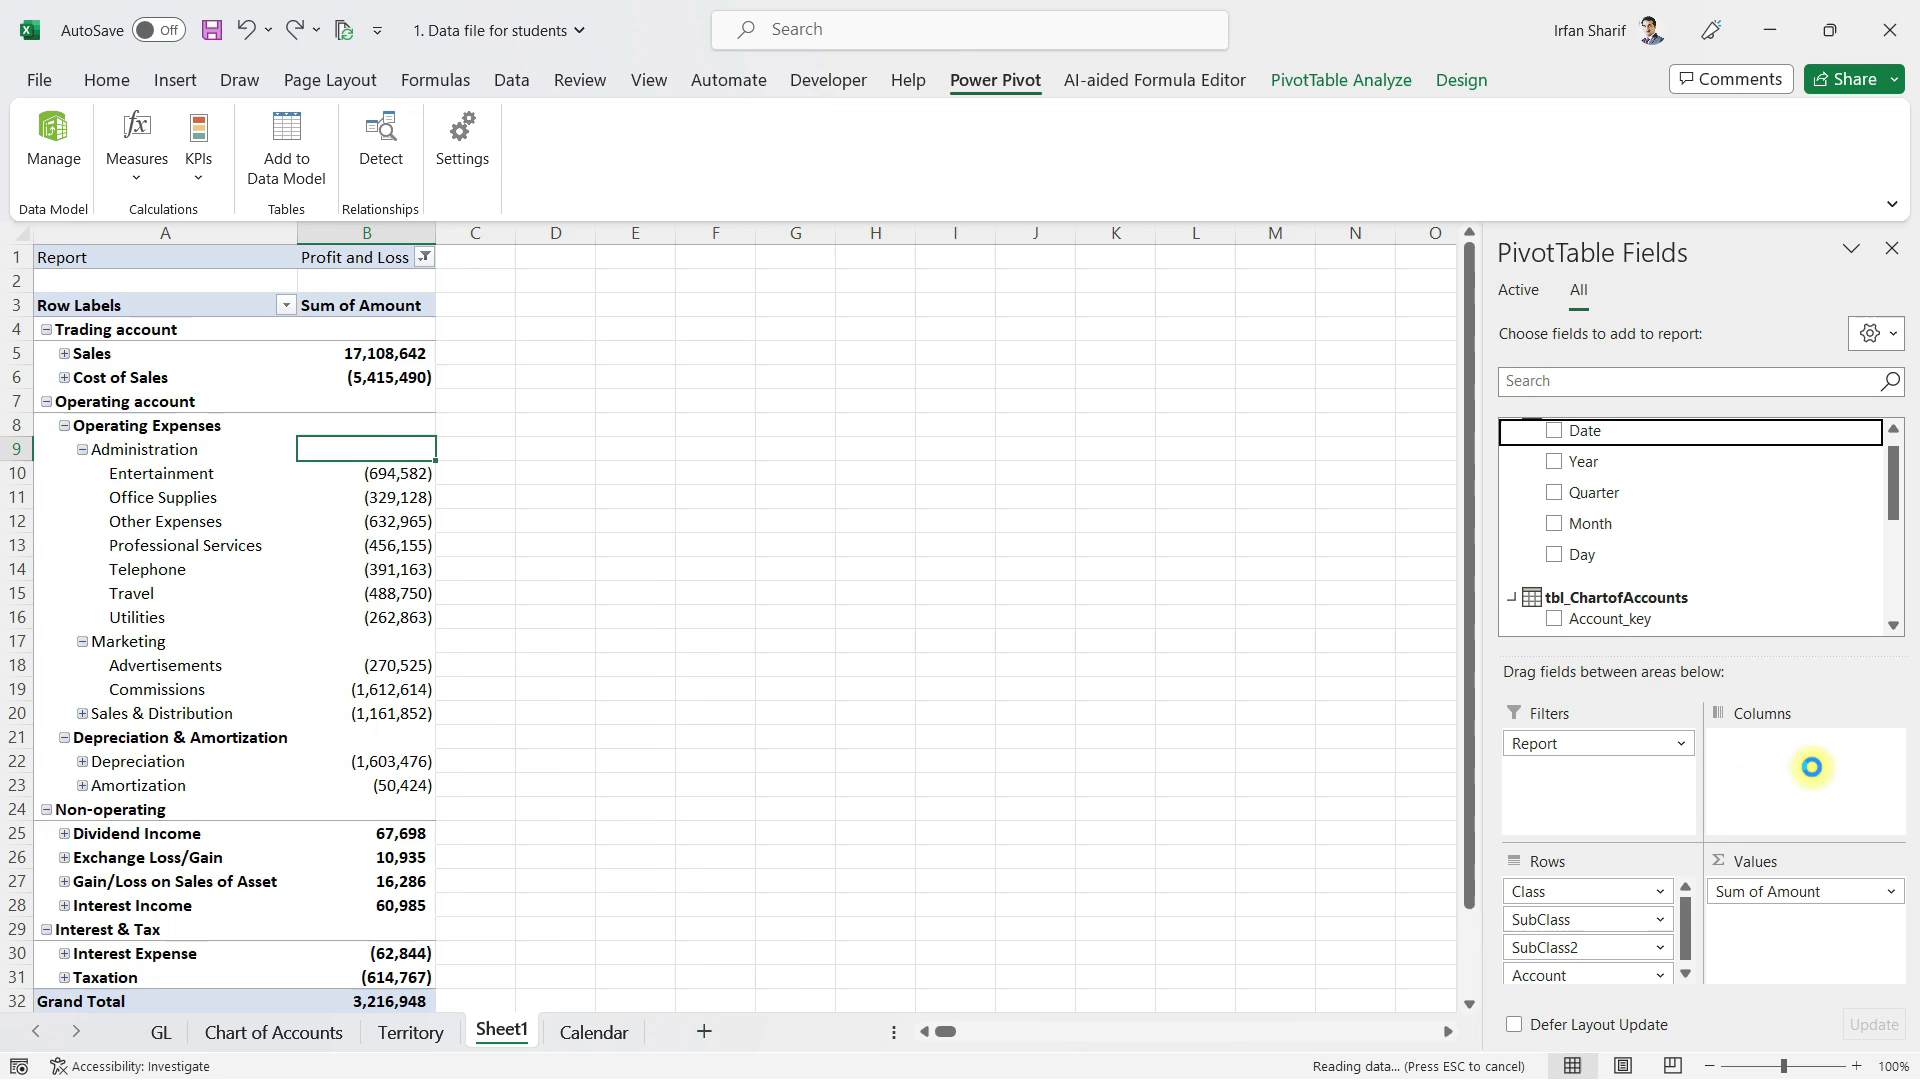 AutoSave Off 1. Data file for students Search Irfan Sharif
File Home Insert Draw Page Layout Formulas Data Review View Automate Developer Help Power Pivot AI-aided Formula Editor PivotTable Analyze Design Comments Share
Manage
Data Model
Measures KPIs
Calculations
Add to
Data Model
Tables
Detect
Relationships
Settings
A B C D E F G H I J K L M N O
1 Report Profit and Loss
2
3 Row Labels Sum of Amount
4 Trading account
5 Sales 17,108,642
6 Cost of Sales (5,415,490)
7 Operating account
8 Operating Expenses
9 Administration
10 Entertainment (694,582)
11 Office Supplies (329,128)
12 Other Expenses (632,965)
13 Professional Services (456,155)
14 Telephone (391,163)
15 Travel (488,750)
16 Utilities (262,863)
17 Marketing
18 Advertisements (270,525)
19 Commissions (1,612,614)
20 Sales & Distribution (1,161,852)
21 Depreciation & Amortization
22 Depreciation (1,603,476)
23 Amortization (50,424)
24 Non-operating
25 Dividend Income 67,698
26 Exchange Loss/Gain 10,935
27 Gain/Loss on Sales of Asset 16,286
28 Interest Income 60,985
29 Interest & Tax
30 Interest Expense (62,844)
31 Taxation (614,767)
32 Grand Total 3,216,948
PivotTable Fields
Active All
Choose fields to add to report:
Search
Date
Year
Quarter
Month
Day
tbl_ChartofAccounts
Account_key
Drag fields between areas below:
Filters
Report
Columns
Rows
Class
SubClass
SubClass2
Account
Values
Sum of Amount
Defer Layout Update Update
GL Chart of Accounts Territory Sheet1 Calendar
Accessibility: Investigate Reading data... (Press ESC to cancel) 100%